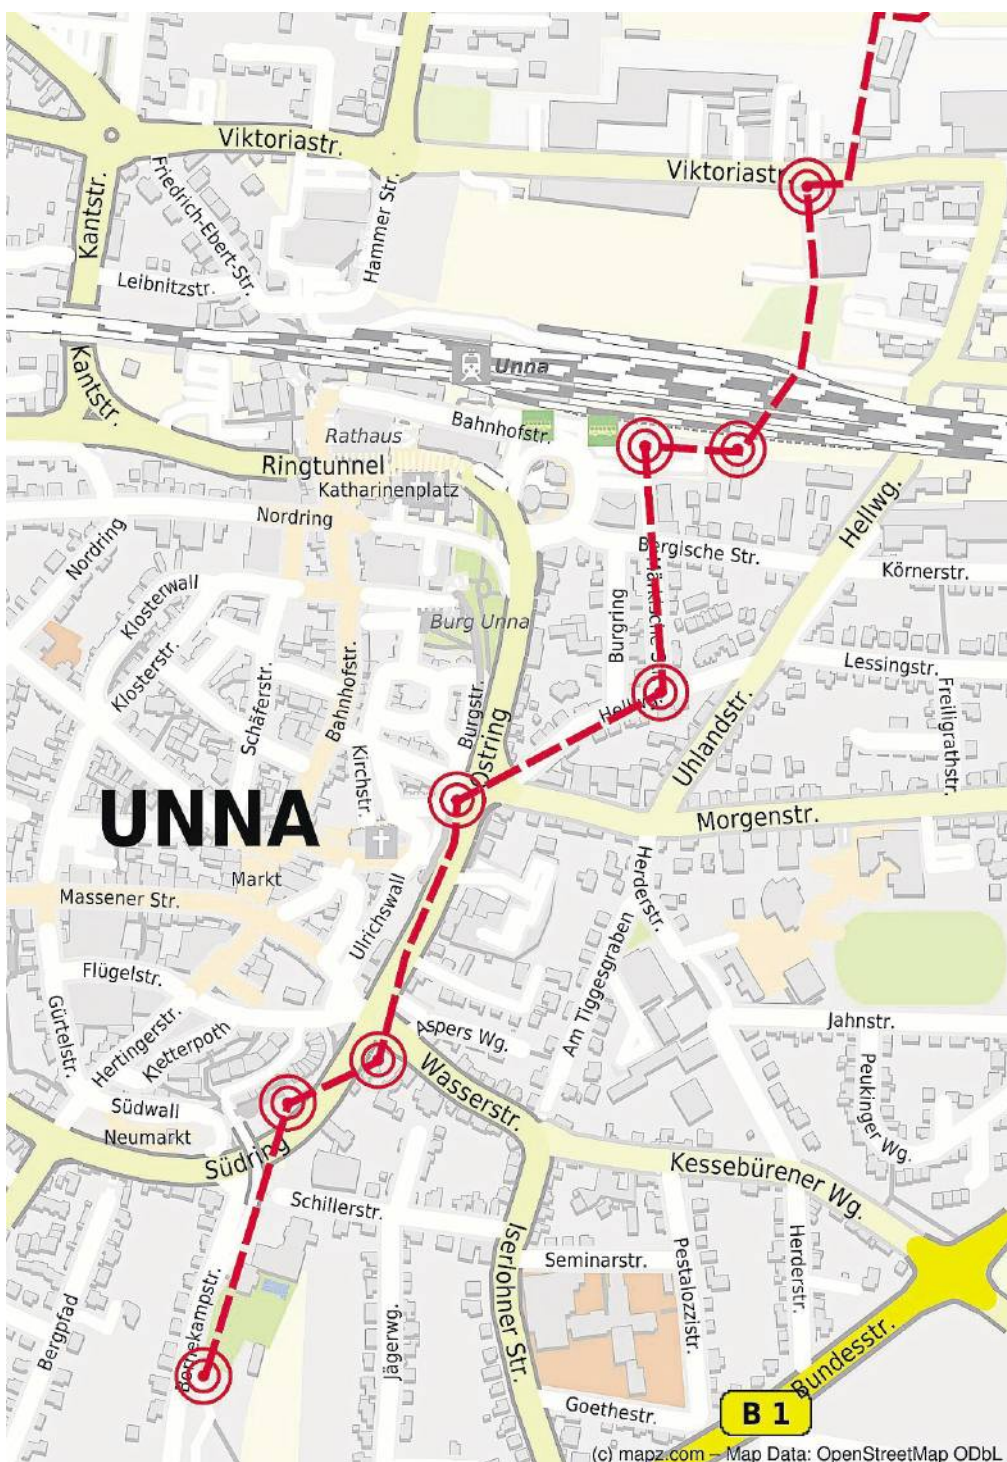 Viktoriastr.
Viktoriastr
Kantstr.
Friedrich-Ebert-Str.
Hammer Str.
Leibnitzstr.
Kantstr.
Unna
Bahnhofstr.
Rathaus
Ringtunnel
Katharinenplatz
Nordring
Nordring
Hellwg.
Bergische Str.
Körnerstr.
Klosterwall
Burg Unna
Burgring
Märkische Str.
Lessingstr.
Klosterstr.
Schäferstr.
Bahnhofstr.
Burgstr.
Ostring
Hellwg.
Uhlandstr.
Freiligrathstr.
Kirchstr.
UNNA
Morgenstr.
Markt
Massener Str.
Ulrichswall
Herderstr.
Am Tiggesgraben
Flügelstr.
Gürtelstr.
Hertingerstr.
Kletterpoth
Aspers Wg.
Jahnstr.
Peukinger Wg.
Wasserstr.
Südwall
Neumarkt
Südring
Kessebürener Wg.
Schillerstr.
Iserlohner Str.
Seminarstr.
Pestalozzistr.
Herderstr.
Bergpfad
Bornekampstr.
Jägerwg.
Bundesstr.
Goethestr.
B 1
(c) mapz.com – Map Data: OpenStreetMap ODbL